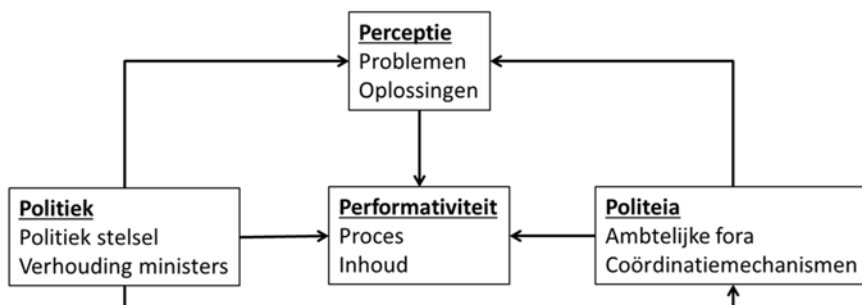 Perceptie
Problemen
Oplossingen
Politiek
Politiek stelsel
Verhouding ministers
Performativiteit
Proces
Inhoud
Politeia
Ambtelijke fora
Coördinatiemechanismen